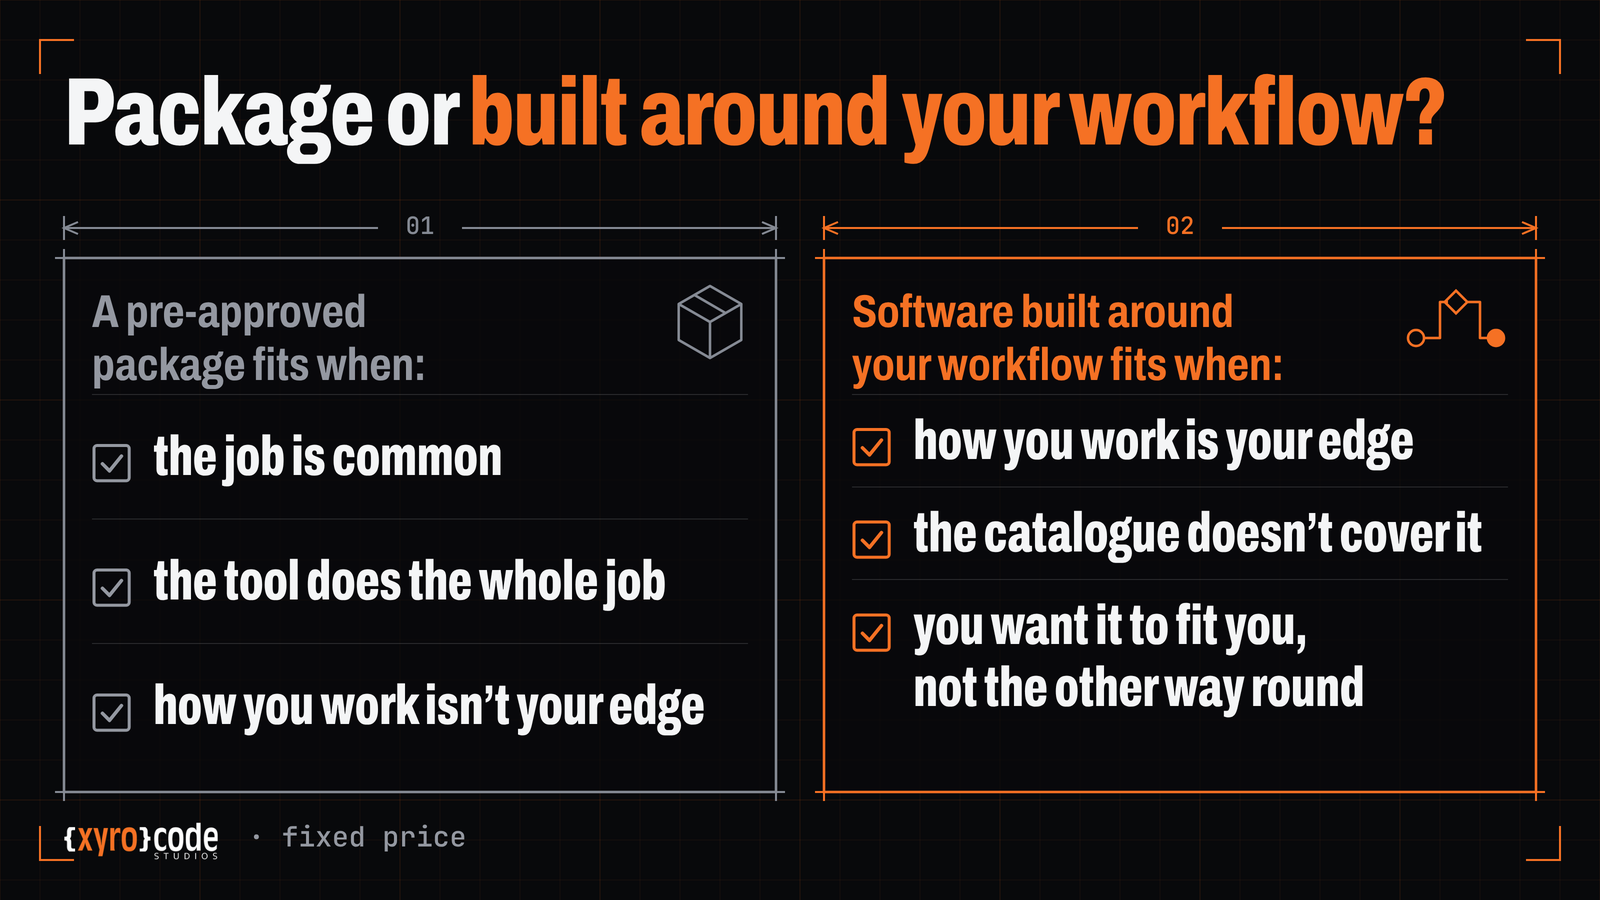 Package or built around your workflow?
01
A pre-approved
package fits when:
the job is common
the tool does the whole job
how you work isn’t your edge
02
Software built around
your workflow fits when:
how you work is your edge
the catalogue doesn’t cover it
you want it to fit you,
not the other way round
{xyro}code
STUDIOS
· fixed price